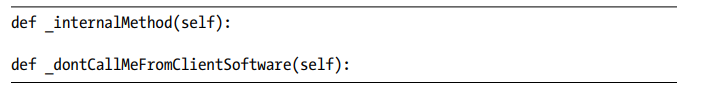 def _internalMethod(self):
def _dontCallMeFromClientSoftware(self):